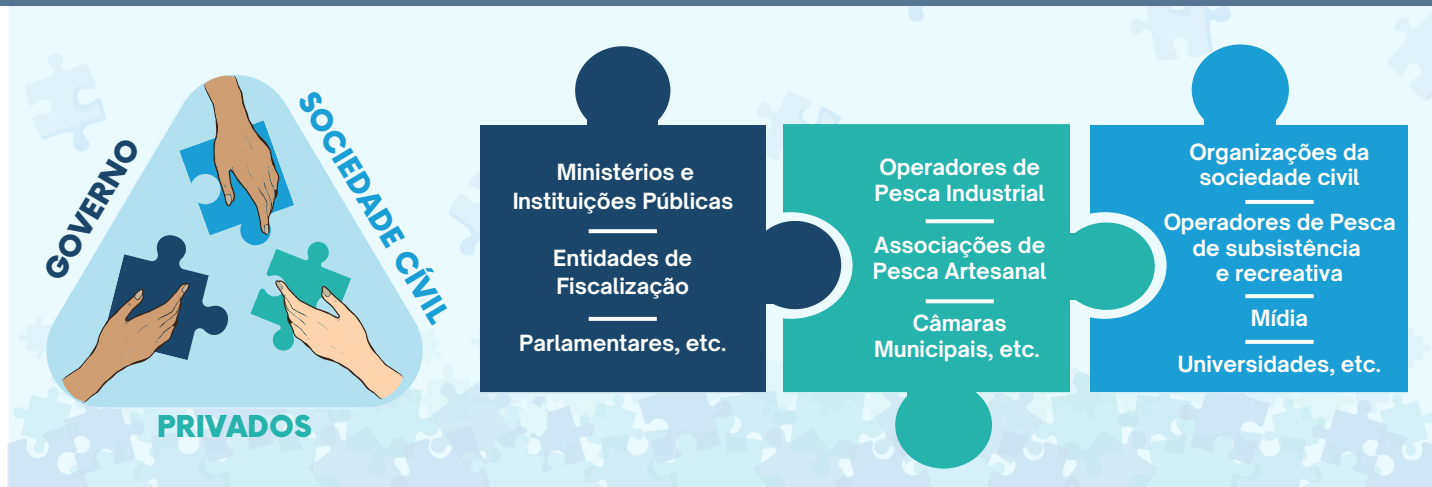 GOVERNO
SOCIEDADE CÍVIL
PRIVADOS
Ministérios e
Instituições Públicas
Entidades de
Fiscalização
Parlamentares, etc.
Operadores de
Pesca Industrial
Associações de
Pesca Artesanal
Câmaras
Municipais, etc.
Organizações da
sociedade civil
Operadores de Pesca
de subsistência
e recreativa
Mídia
Universidades, etc.